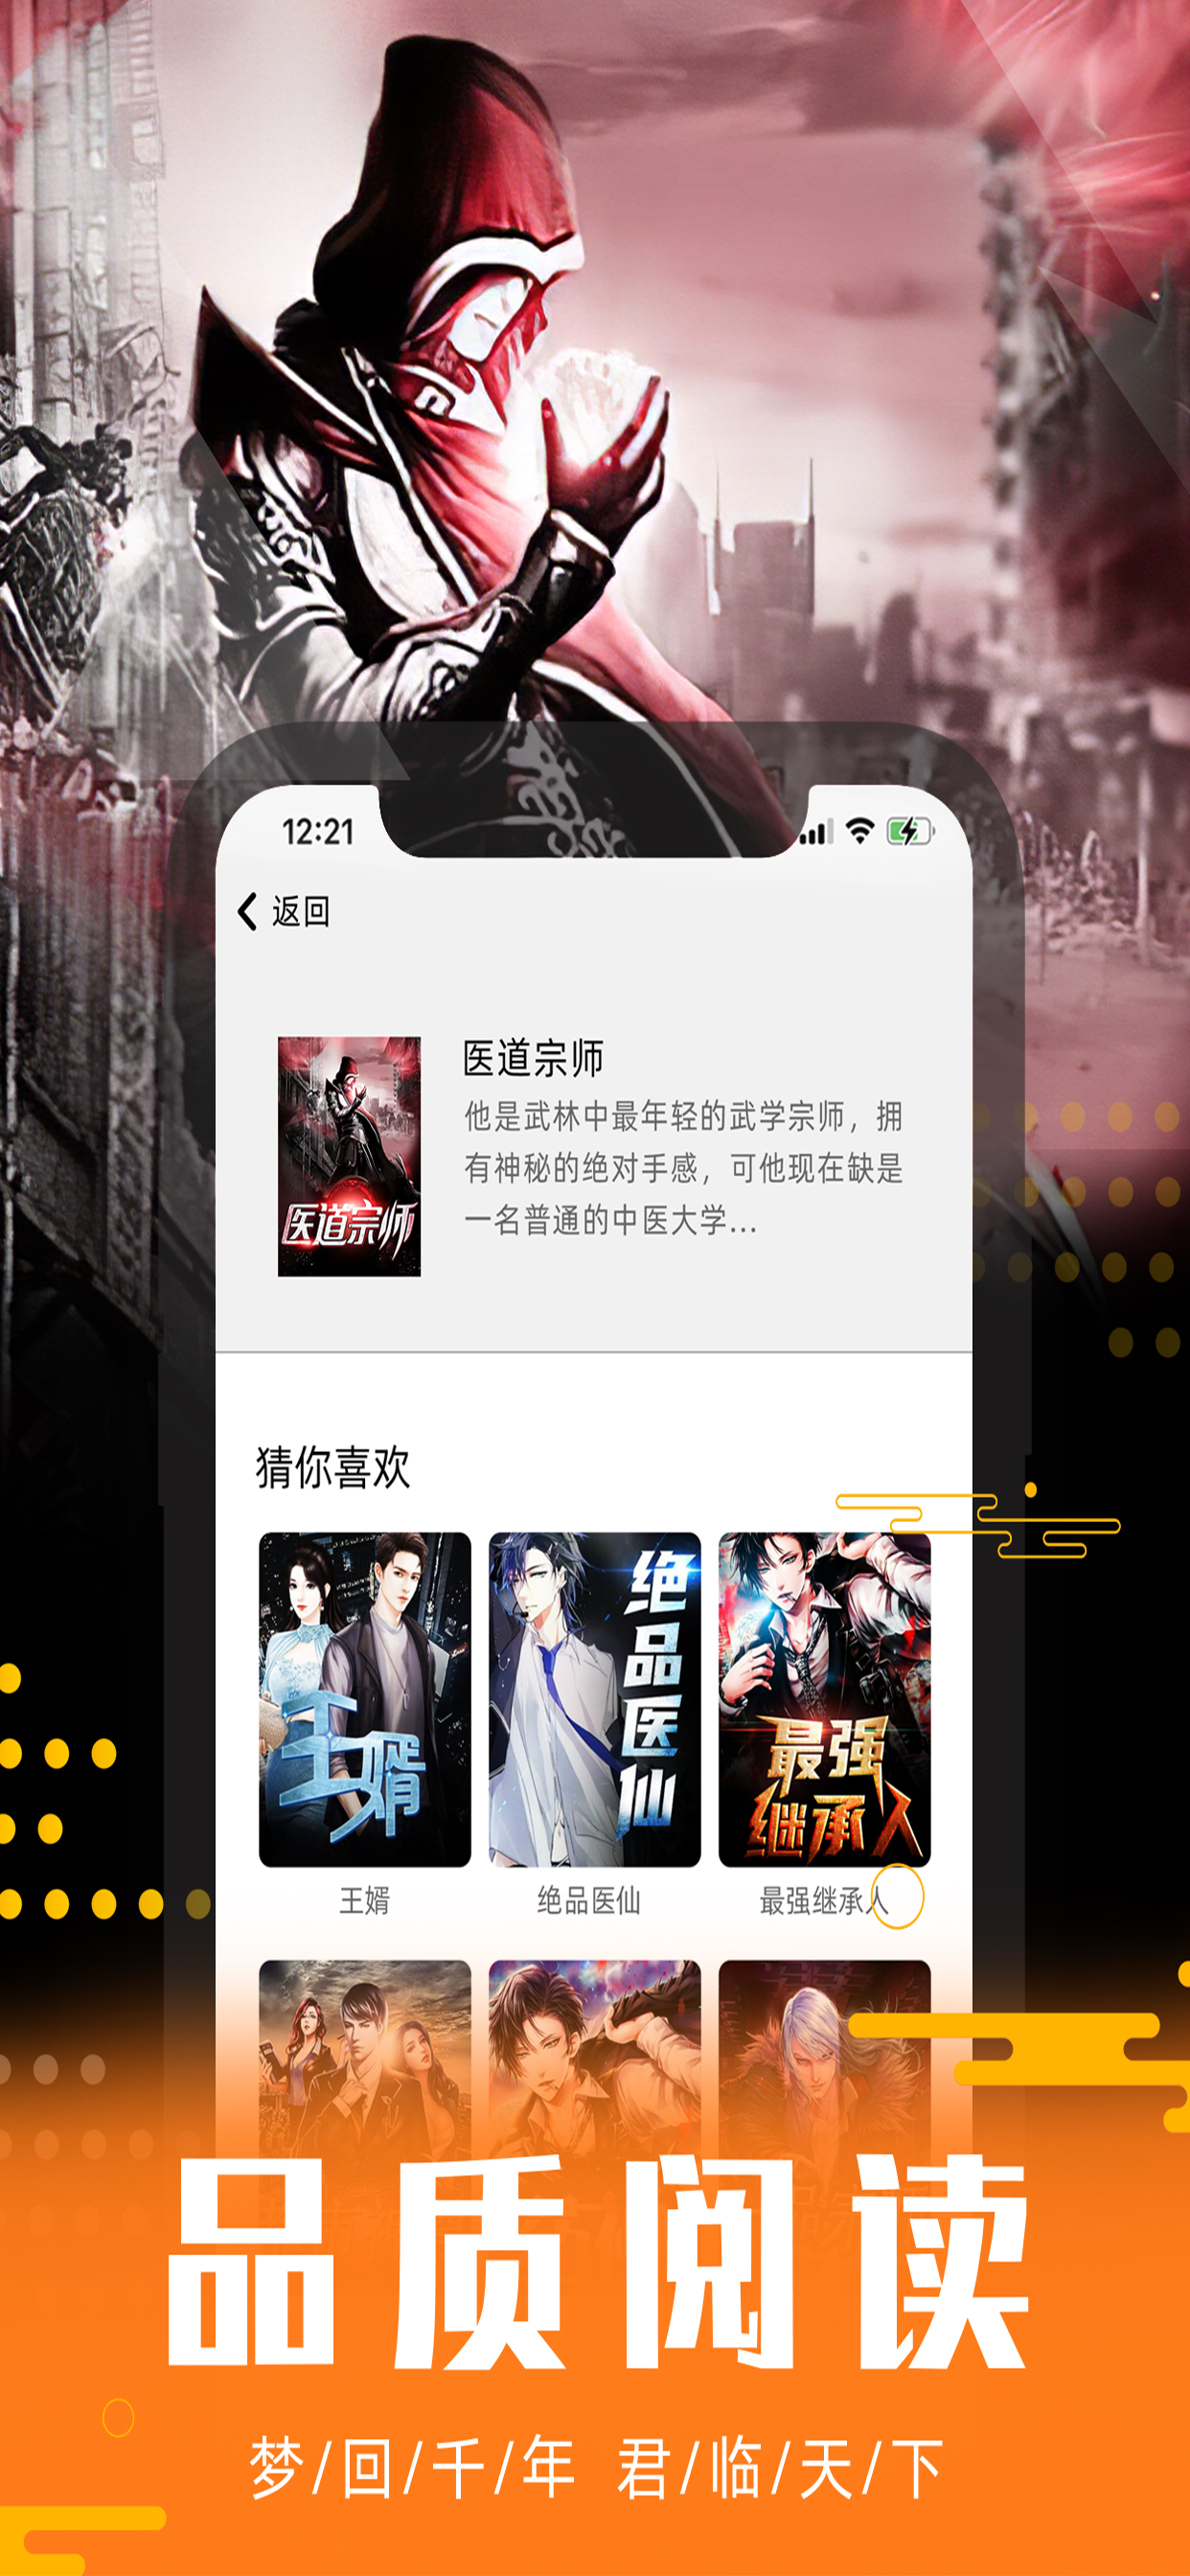 12:21
返回
医道宗师
他是武林中最年轻的武学宗师，拥
有神秘的绝对手感，可他现在缺是
一名普通的中医大学...
医道宗师
猜你喜欢
王婿
绝品医仙
最强
继承人
王婿
绝品医仙
最强继承人
品质阅读
梦/回/千/年 君/临/天/下